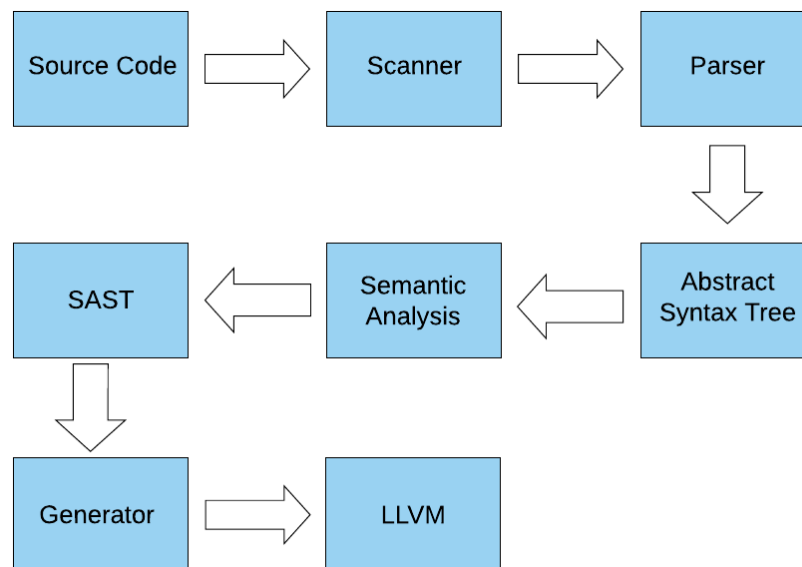 Source Code
Scanner
Parser
SAST
Semantic
Analysis
Abstract
Syntax Tree
Generator
LLVM